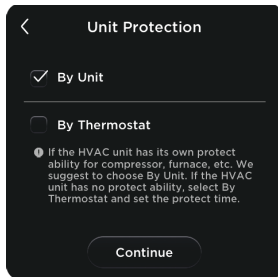 Unit Protection
By Unit
By Thermostat
If the HVAC unit has its own protect
ability for compressor, furnace, etc. We
suggest to choose By Unit. If the HVAC
unit has no protect ability, select By
Thermostat and set the protect time.
Continue